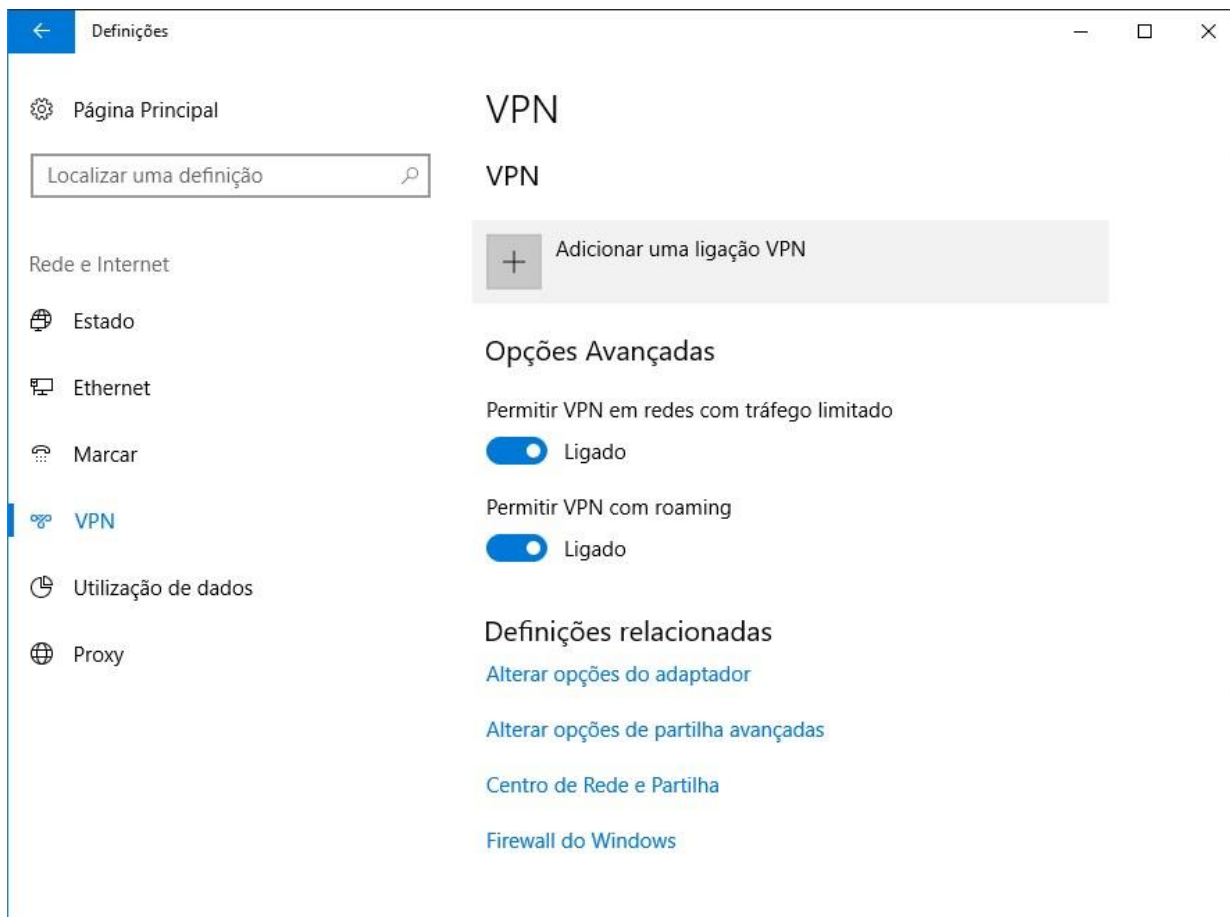 Definições
Página Principal
Localizar uma definição
Rede e Internet
Estado
Ethernet
Marcar
VPN
Utilização de dados
Proxy
VPN
VPN
Adicionar uma ligação VPN
Opções Avançadas
Permitir VPN em redes com tráfego limitado
Ligado
Permitir VPN com roaming
Ligado
Definições relacionadas
Alterar opções do adaptador
Alterar opções de partilha avançadas
Centro de Rede e Partilha
Firewall do Windows